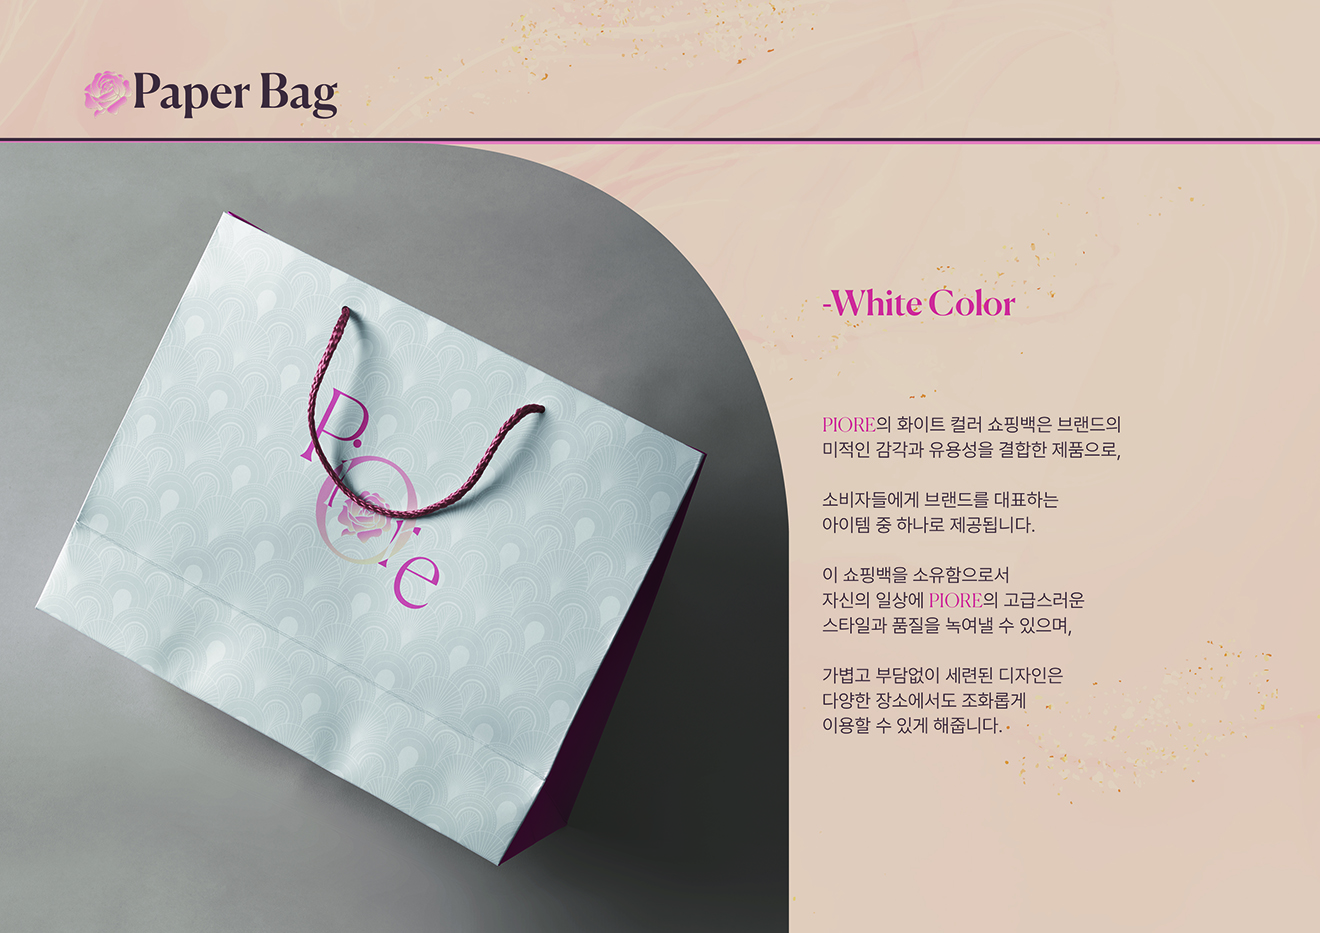 Paper Bag
Piore
-White Color
PIORE의 화이트 컬러 쇼핑백은 브랜드의
미적인 감각과 유용성을 결합한 제품으로,
소비자들에게 브랜드를 대표하는
아이템 중 하나로 제공됩니다.
이 쇼핑백을 소유함으로서
자신의 일상에 PIORE의 고급스러운
스타일과 품질을 녹여낼 수 있으며,
가볍고 부담없이 세련된 디자인은
다양한 장소에서도 조화롭게
이용할 수 있게 해줍니다.